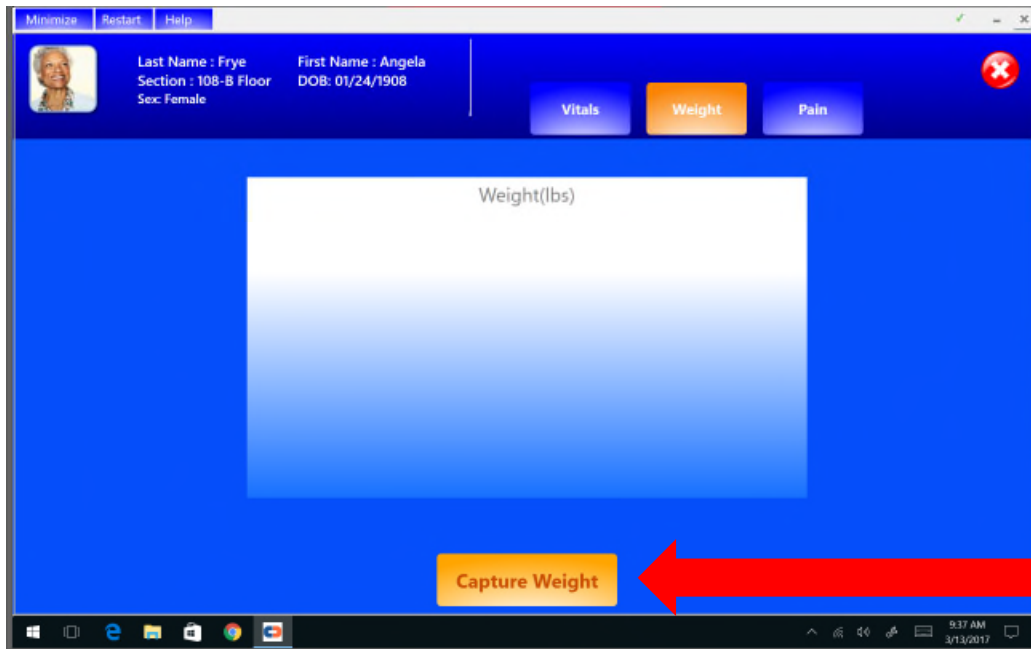 Minimize Restart Help
Last Name : Frye First Name : Angela
Section : 108-B Floor DOB: 01/24/1908
Sex: Female
Vitals Weight Pain
Weight(lbs)
Capture Weight
9:37 AM
3/13/2017